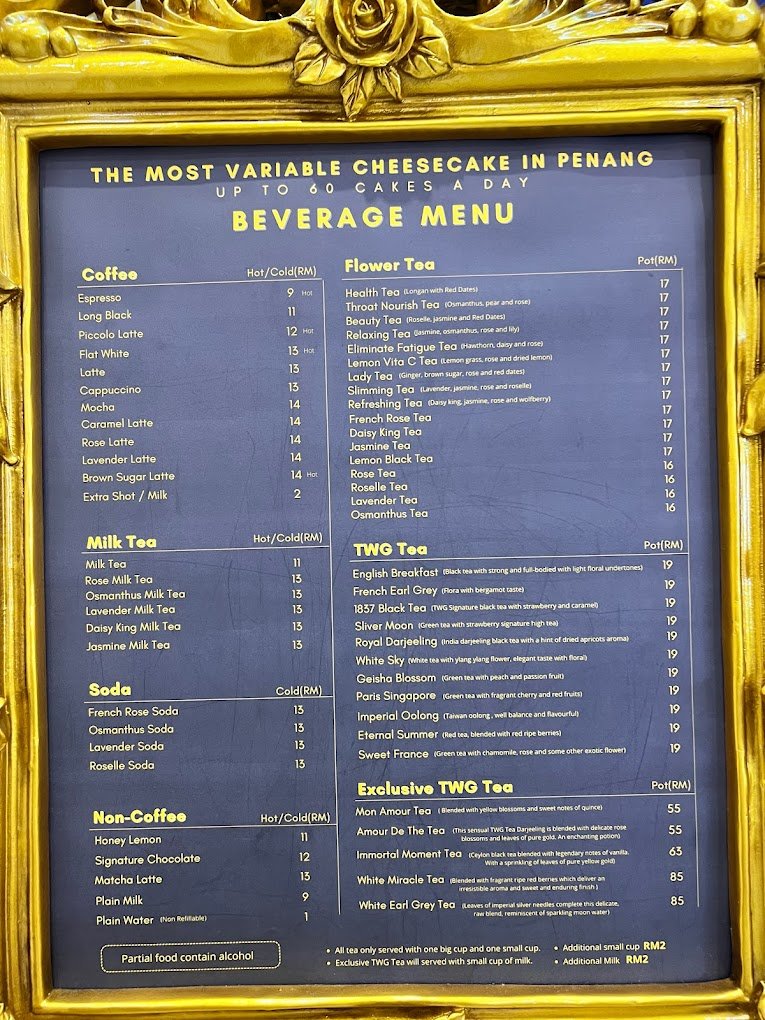 THE MOST VARIABLE CHEESECAKE IN PENANG
UP TO 60 CAKES A DAY
BEVERAGE MENU
Coffee Hot/Cold(RM)
Espresso 9 Hot
Long Black 11
Piccolo Latte 12 Hot
Flat White 13 Hot
Latte 13
Cappuccino 13
Mocha 14
Caramel Latte 14
Rose Latte 14
Lavender Latte 14
Brown Sugar Latte 14 Hot
Extra Shot / Milk 2
Milk Tea Hot/Cold(RM)
Milk Tea 11
Rose Milk Tea 13
Osmanthus Milk Tea 13
Lavender Milk Tea 13
Daisy King Milk Tea 13
Jasmine Milk Tea 13
Soda Cold(RM)
French Rose Soda 13
Osmanthus Soda 13
Lavender Soda 13
Roselle Soda 13
Non-Coffee Hot/Cold(RM)
Honey Lemon 11
Signature Chocolate 12
Matcha Latte 13
Plain Milk 9
Plain Water (Non Refillable) 1
Partial food contain alcohol
Flower Tea Pot(RM)
Health Tea (Longan with Red Dates) 17
Throat Nourish Tea (Osmanthus, pear and rose) 17
Beauty Tea (Roselle, jasmine and Red Dates) 17
Relaxing Tea (Jasmine, osmanthus, rose and lily) 17
Eliminate Fatigue Tea (Hawthorn, daisy and rose) 17
Lemon Vita C Tea (Lemon grass, rose and dried lemon) 17
Lady Tea (Ginger, brown sugar, rose and red dates) 17
Slimming Tea (Lavender, jasmine, rose and roselle) 17
Refreshing Tea (Daisy king, jasmine, rose and wolfberry) 17
French Rose Tea 17
Daisy King Tea 17
Jasmine Tea 17
Lemon Black Tea 17
Rose Tea 16
Roselle Tea 16
Lavender Tea 16
Osmanthus Tea 16
TWG Tea Pot(RM)
English Breakfast (Black tea with strong and full-bodied with light floral undertones) 19
French Earl Grey (Flora with bergamot taste) 19
1837 Black Tea (TWG Signature black tea with strawberry and caramel) 19
Sliver Moon (Green tea with strawberry signature high tea) 19
Royal Darjeeling (India darjeeling black tea with a hint of dried apricots aroma) 19
White Sky (White tea with ylang ylang flower, elegant taste with floral) 19
Geisha Blossom (Green tea with peach and passion fruit) 19
Paris Singapore (Green tea with fragrant cherry and red fruits) 19
Imperial Oolong (Taiwan oolong , well balance and flavourful) 19
Eternal Summer (Red tea, blended with red ripe berries) 19
Sweet France (Green tea with chamomile, rose and some other exotic flower) 19
Exclusive TWG Tea Pot(RM)
Mon Amour Tea ( Blended with yellow blossoms and sweet notes of quince) 55
Amour De The Tea (This sensual TWG Tea Darjeeling is blended with delicate rose 55
blossoms and leaves of pure gold. An enchanting potion)
Immortal Moment Tea (Ceylon black tea blended with legendary notes of vanilla. 63
With a sprinkling of leaves of pure yellow gold)
White Miracle Tea (Blended with fragrant ripe red berries which deliver an 85
irresistible aroma and sweet and enduring finish )
White Earl Grey Tea (Leaves of imperial silver needles complete this delicate, 85
raw blend, reminiscent of sparkling moon water)
• All tea only served with one big cup and one small cup.
• Exclusive TWG Tea will served with small cup of milk.
• Additional small cup RM2
• Additional Milk RM2